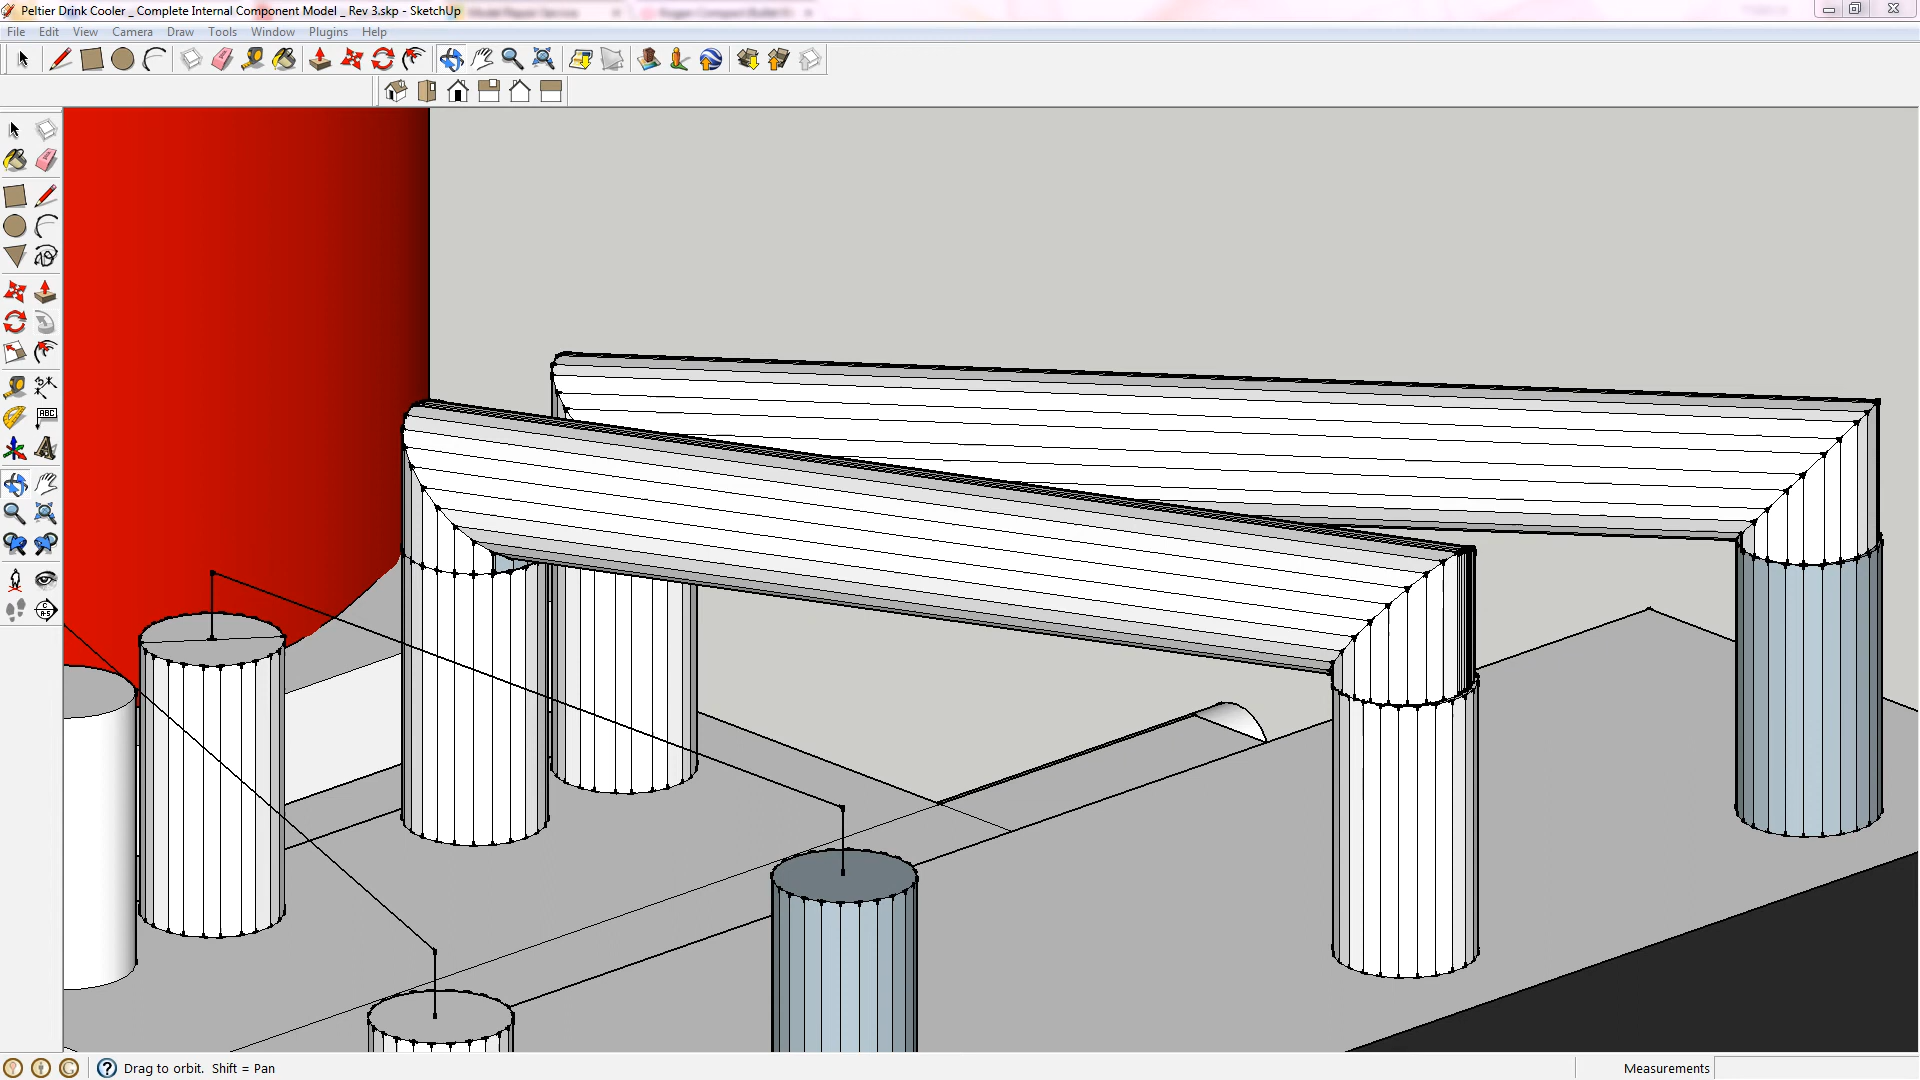 Peltier Drink Cooler _ Complete Internal Component Model _ Rev 3.skp - SketchUp
File Edit View Camera Draw Tools Window Plugins Help
ABC
A
Drag to orbit. Shift = Pan
Measurements